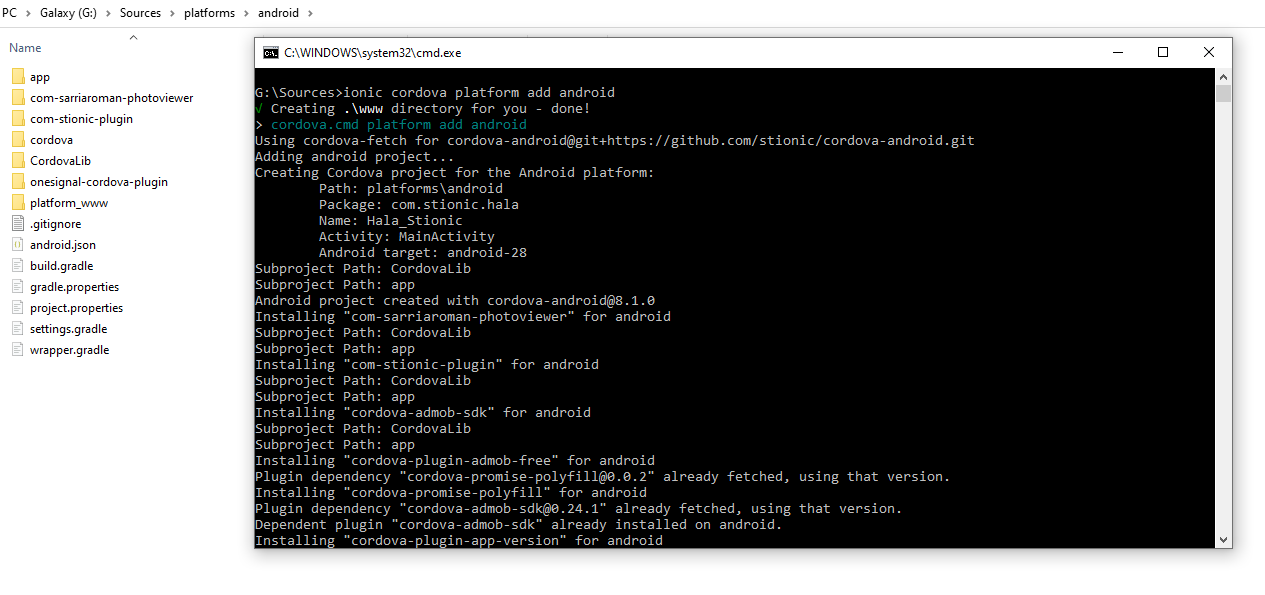 PC > Galaxy (G:) > Sources > platforms > android >
Name
app
com-sarriaroman-photoviewer
com-stionic-plugin
cordova
CordovaLib
onesignal-cordova-plugin
platform_www
.gitignore
android.json
build.gradle
gradle.properties
project.properties
settings.gradle
wrapper.gradle
C:\WINDOWS\system32\cmd.exe
G:\Sources>ionic cordova platform add android
√ Creating .\www directory for you - done!
> cordova.cmd platform add android
Using cordova-fetch for cordova-android@git+https://github.com/stionic/cordova-android.git
Adding android project...
Creating Cordova project for the Android platform:
Path: platforms\android
Package: com.stionic.hala
Name: Hala_Stionic
Activity: MainActivity
Android target: android-28
Subproject Path: CordovaLib
Subproject Path: app
Android project created with cordova-android@8.1.0
Installing "com-sarriaroman-photoviewer" for android
Subproject Path: CordovaLib
Subproject Path: app
Installing "com-stionic-plugin" for android
Subproject Path: CordovaLib
Subproject Path: app
Installing "cordova-admob-sdk" for android
Subproject Path: CordovaLib
Subproject Path: app
Installing "cordova-plugin-admob-free" for android
Plugin dependency "cordova-promise-polyfill@0.0.2" already fetched, using that version.
Installing "cordova-promise-polyfill" for android
Plugin dependency "cordova-admob-sdk@0.24.1" already fetched, using that version.
Dependent plugin "cordova-admob-sdk" already installed on android.
Installing "cordova-plugin-app-version" for android